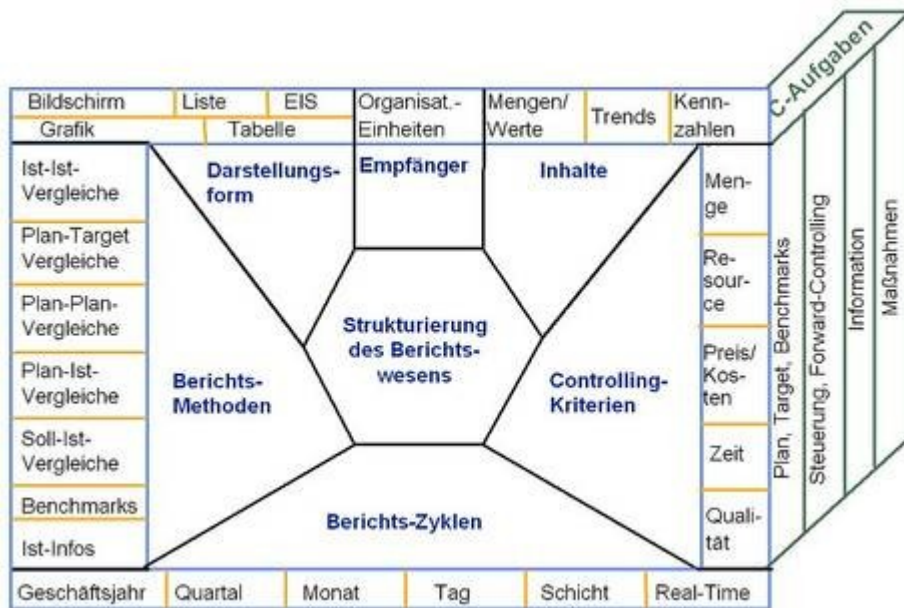 C-Aufgaben
Bildschirm
Liste
EIS
Grafik
Tabelle
Organisat.-
Einheiten
Mengen/
Werte
Trends
Kenn-
zahlen
Darstellungs-
form
Empfänger
Inhalte
Ist-Ist-
Vergleiche
Plan-Target
Vergleiche
Plan-Plan-
Vergleiche
Plan-Ist-
Vergleiche
Soll-Ist-
Vergleiche
Benchmarks
Ist-Infos
Berichts-
Methoden
Strukturierung
des Berichts-
wesens
Controlling-
Kriterien
Men-
ge
Re-
sour-
ce
Preis/
Kos-
ten
Zeit
Quali-
tät
Plan, Target, Benchmarks
Steuerung, Forward-Controlling
Information
Maßnahmen
Berichts-Zyklen
Geschäftsjahr
Quartal
Monat
Tag
Schicht
Real-Time